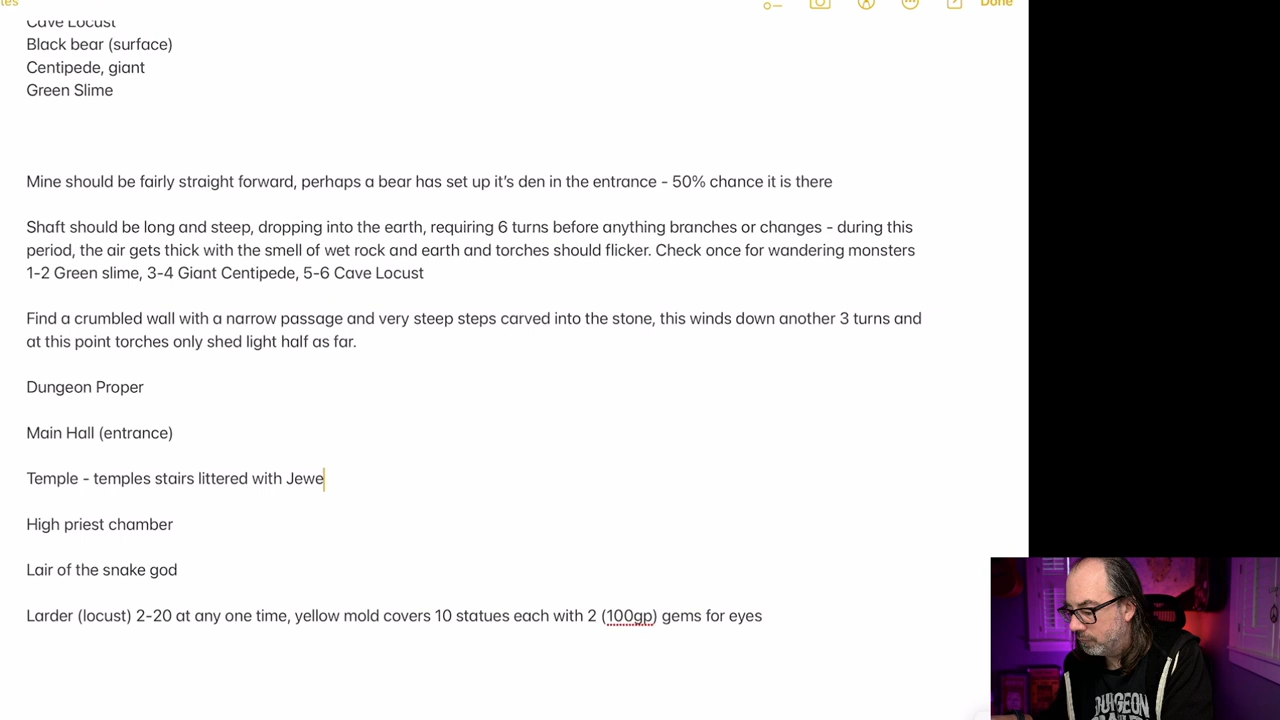 tes
Done
Cave Locust
Black bear (surface)
Centipede, giant
Green Slime
Mine should be fairly straight forward, perhaps a bear has set up it's den in the entrance - 50% chance it is there
Shaft should be long and steep, dropping into the earth, requiring 6 turns before anything branches or changes - during this
period, the air gets thick with the smell of wet rock and earth and torches should flicker. Check once for wandering monsters
1-2 Green slime, 3-4 Giant Centipede, 5-6 Cave Locust
Find a crumbled wall with a narrow passage and very steep steps carved into the stone, this winds down another 3 turns and
at this point torches only shed light half as far.
Dungeon Proper
Main Hall (entrance)
Temple - temples stairs littered with Jewe
High priest chamber
Lair of the snake god
Larder (locust) 2-20 at any one time, yellow mold covers 10 statues each with 2 (100gp) gems for eyes
DUNGEON